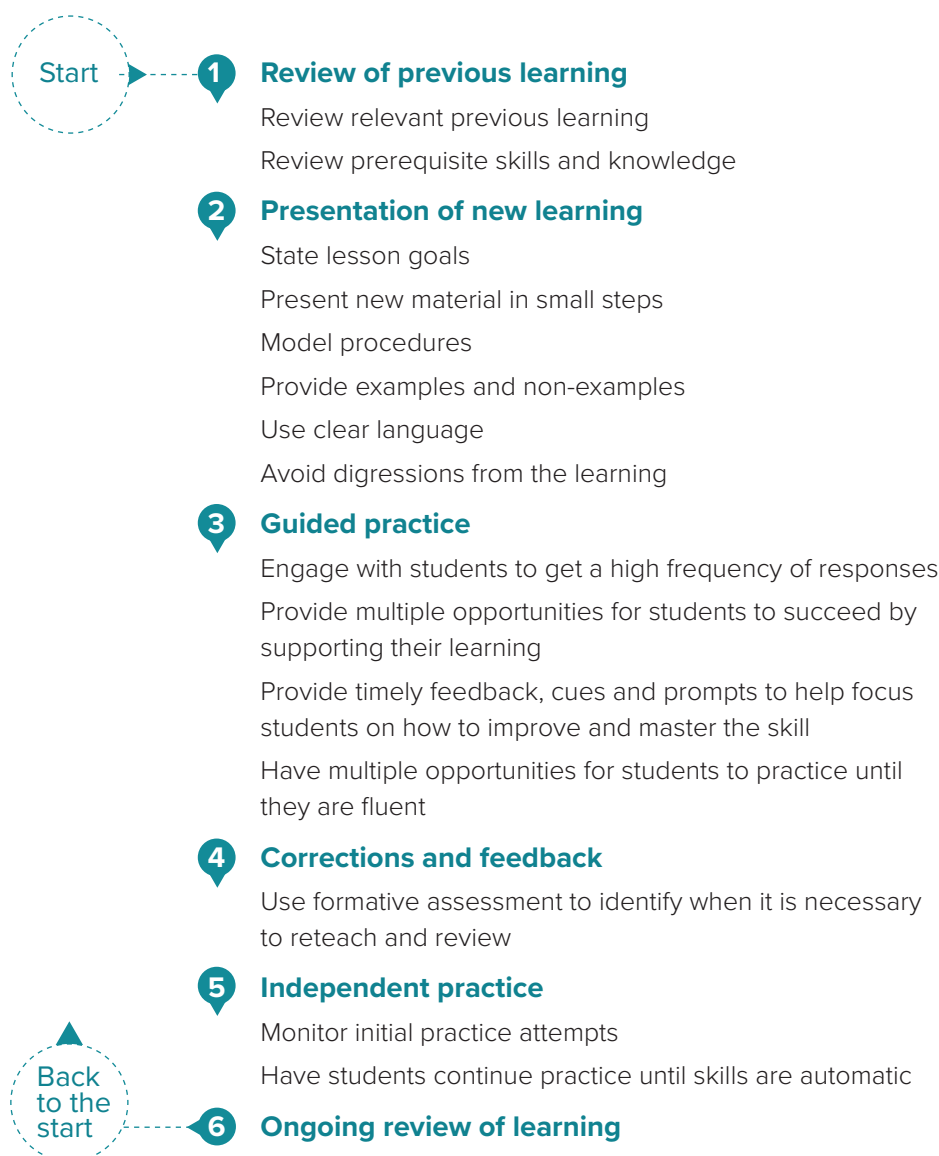 Start
1 Review of previous learning
Review relevant previous learning
Review prerequisite skills and knowledge
2 Presentation of new learning
State lesson goals
Present new material in small steps
Model procedures
Provide examples and non-examples
Use clear language
Avoid digressions from the learning
3 Guided practice
Engage with students to get a high frequency of responses
Provide multiple opportunities for students to succeed by
supporting their learning
Provide timely feedback, cues and prompts to help focus
students on how to improve and master the skill
Have multiple opportunities for students to practice until
they are fluent
4 Corrections and feedback
Use formative assessment to identify when it is necessary
to reteach and review
5 Independent practice
Monitor initial practice attempts
Have students continue practice until skills are automatic
6 Ongoing review of learning
Back
to the
start